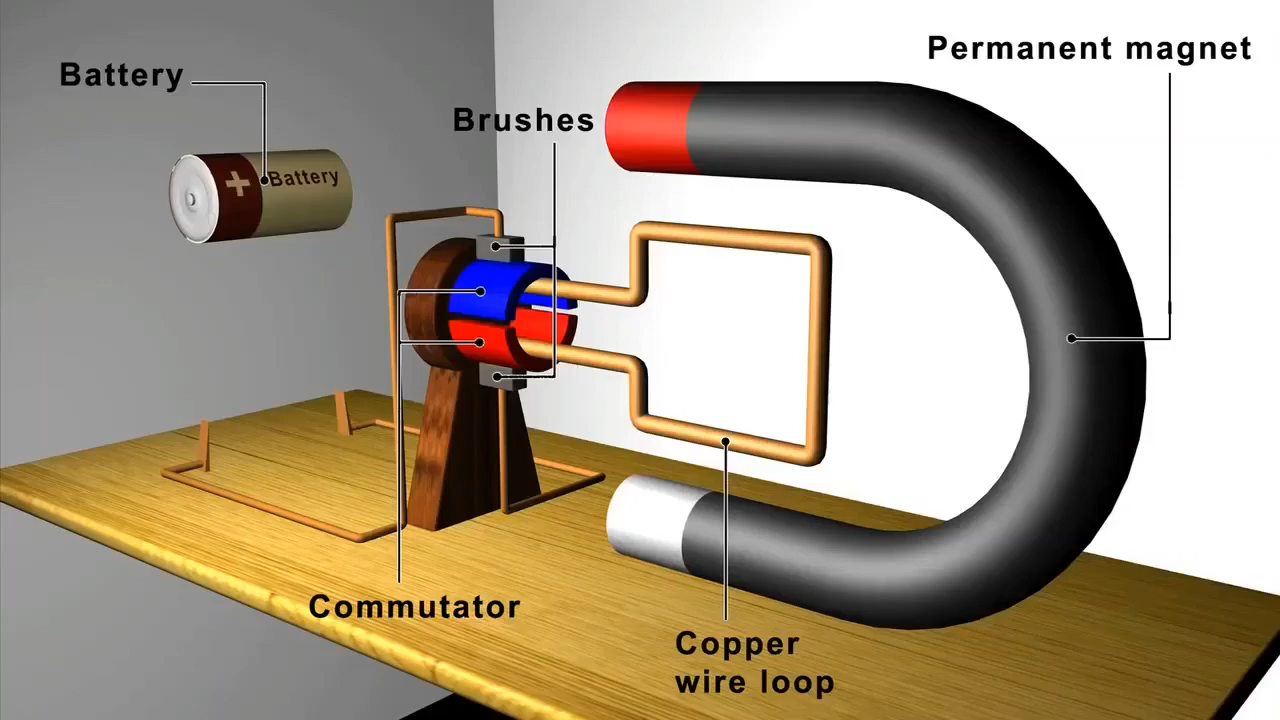 Permanent magnet
Battery
Brushes
+ Battery
Commutator
Copper
wire loop